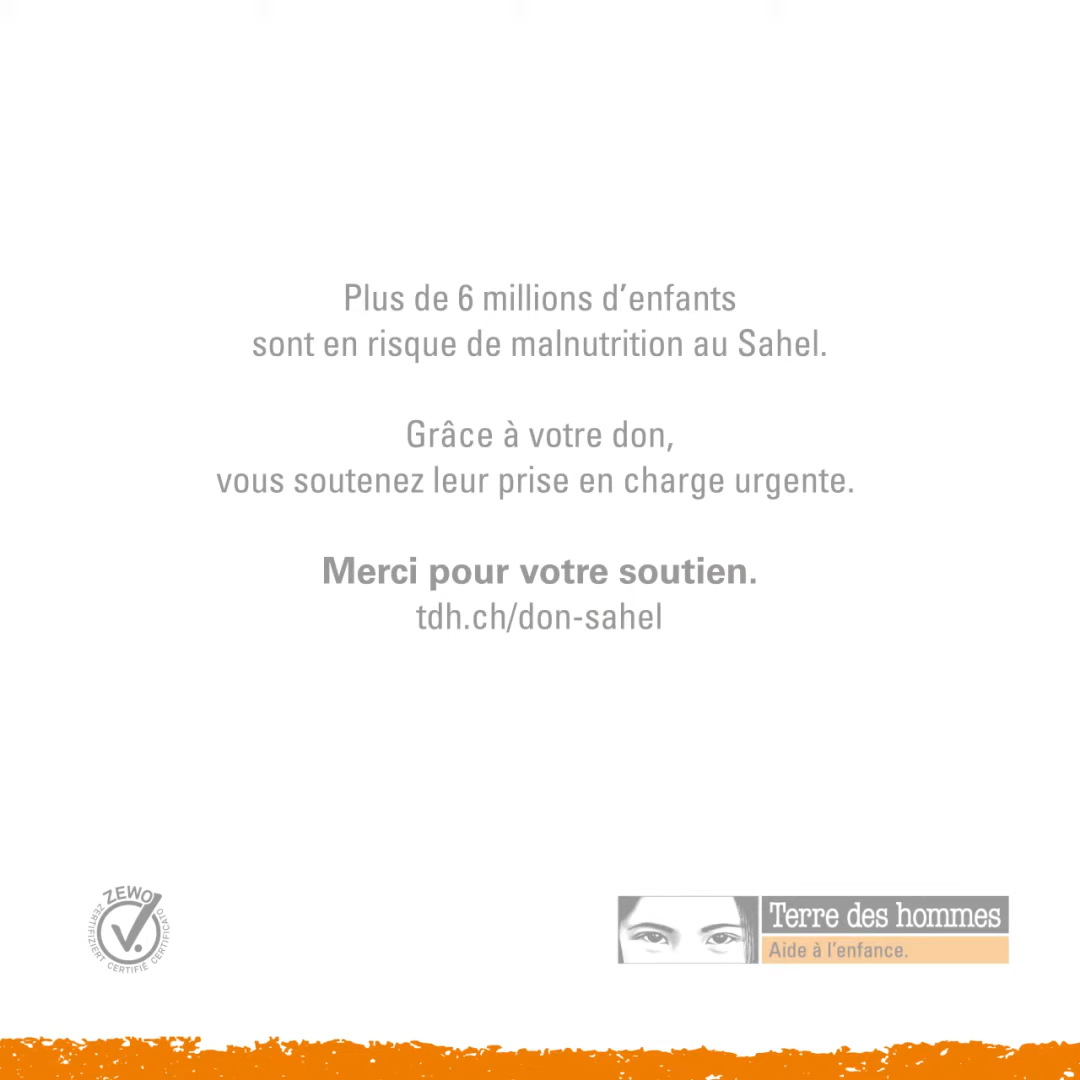 Plus de 6 millions d’enfants
sont en risque de malnutrition au Sahel.
Grâce à votre don,
vous soutenez leur prise en charge urgente.
Merci pour votre soutien.
tdh.ch/don-sahel
ZEWO
ZERTIFIZIERT CERTIFIÉ CERTIFICATO
Terre des hommes
Aide à l’enfance.